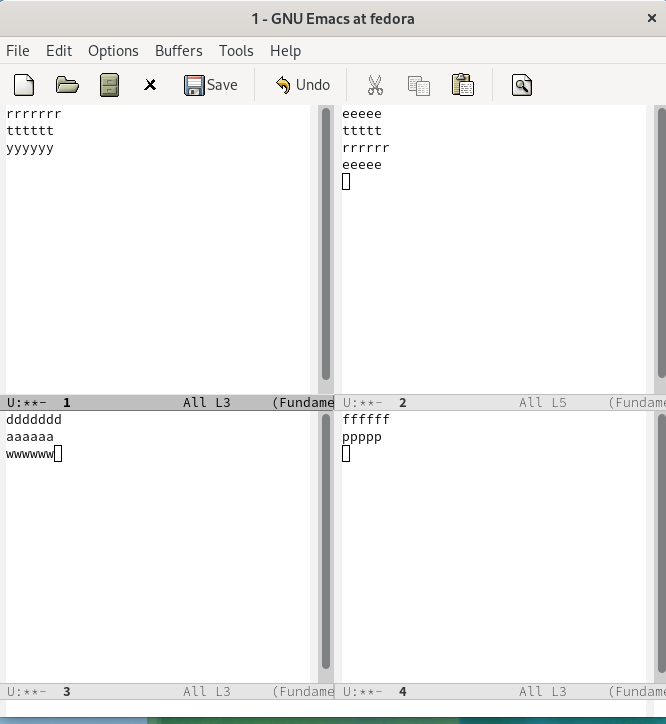 1 - GNU Emacs at fedora ×
File Edit Options Buffers Tools Help
Save Undo
rrrrrrr
tttttt
yyyyyy
U:**- 1 All L3 (Fundame
eeeee
ttttt
rrrrrr
eeeee
U:**- 2 All L5 (Fundame
ddddddd
aaaaaa
wwwwww
U:**- 3 All L3 (Fundame
ffffff
ppppp
U:**- 4 All L3 (Fundame